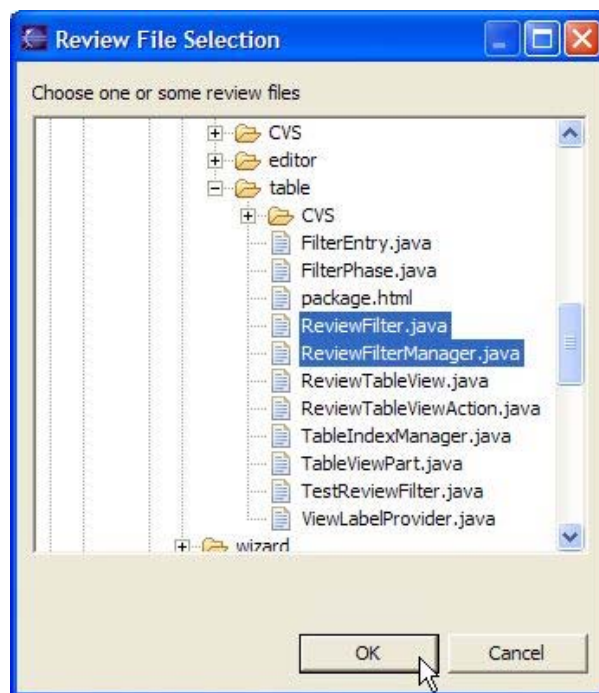 Review File Selection
Choose one or some review files
CVS
editor
table
CVS
FilterEntry.java
FilterPhase.java
package.html
ReviewFilter.java
ReviewFilterManager.java
ReviewTableView.java
ReviewTableViewAction.java
TableIndexManager.java
TableViewPart.java
TestReviewFilter.java
ViewLabelProvider.java
wizard
OK Cancel